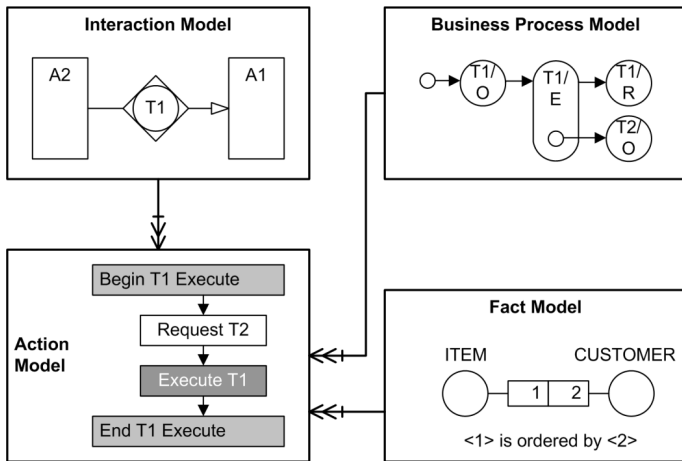 Interaction Model
A2
T1
A1
Business Process Model
T1/
O
T1/
E
T1/
R
T2/
O
Action
Model
Begin T1 Execute
Request T2
Execute T1
End T1 Execute
Fact Model
ITEM
CUSTOMER
1
2
<1> is ordered by <2>